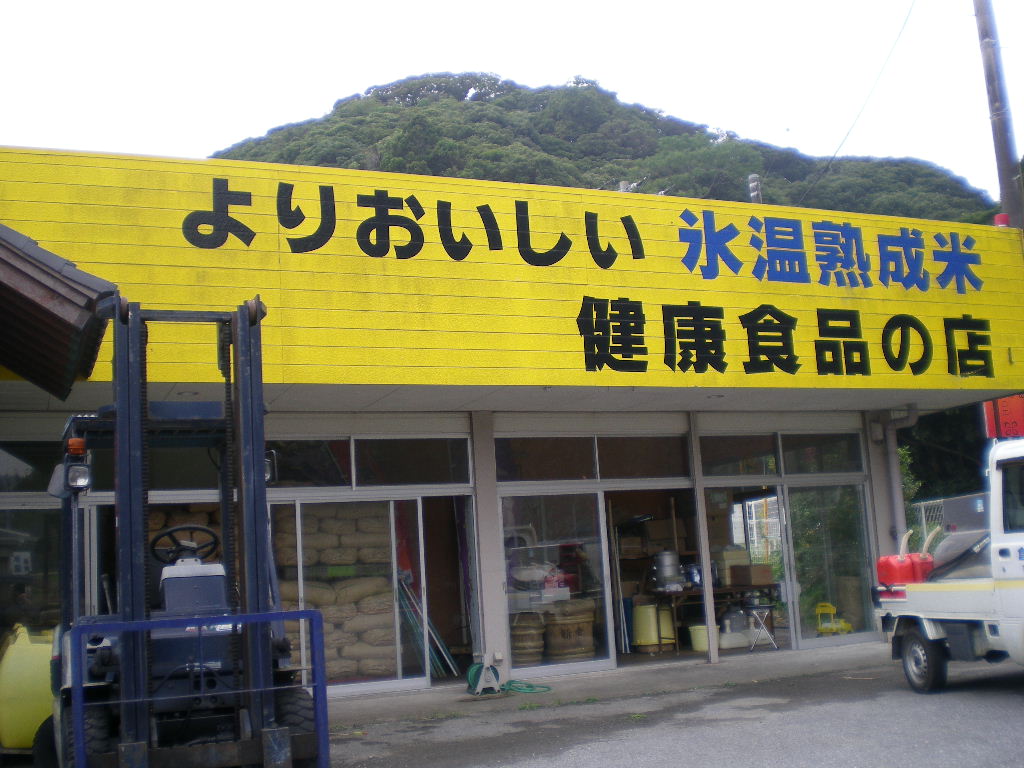 よりおいしい 氷温熟成米
健康食品の店